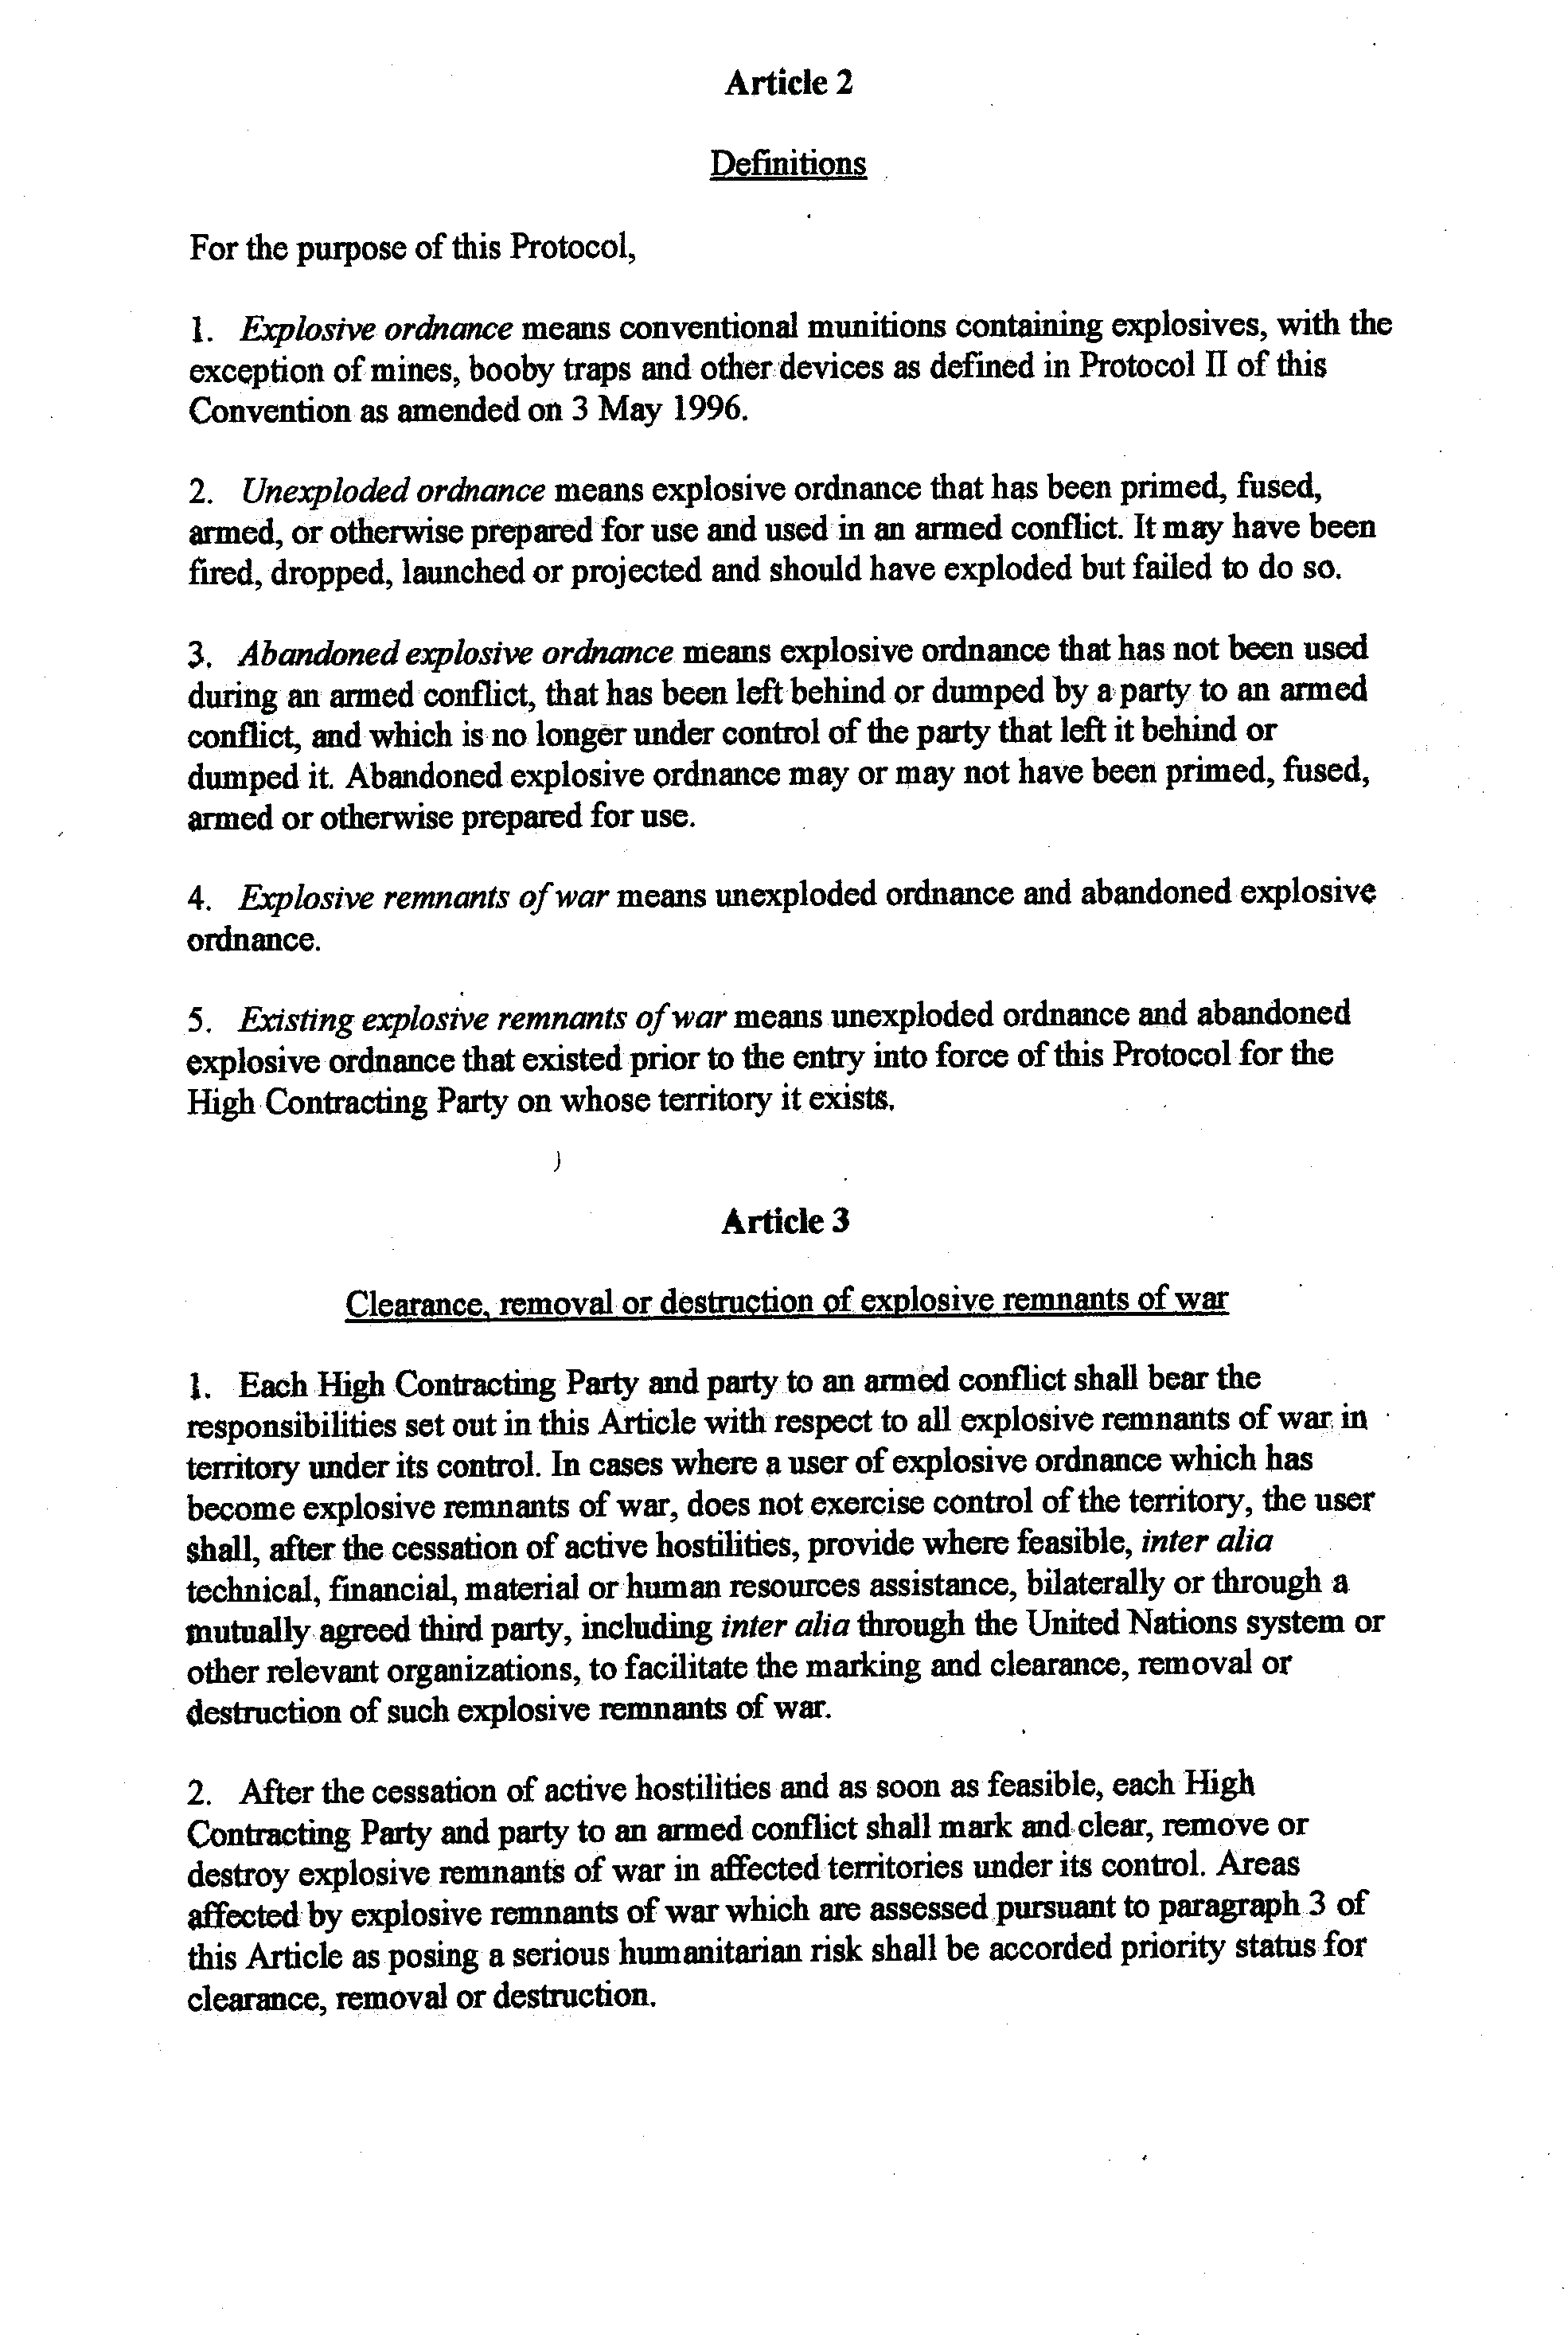 Article 2
Definitions
For the purpose of this Protocol,
1. Explosive ordnance means conventional munitions containing explosives, with the
exception of mines, booby traps and other devices as defined in Protocol II of this
Convention as amended on 3 May 1996.
2. Unexploded ordnance means explosive ordnance that has been primed, fused,
armed, or otherwise prepared for use and used in an armed conflict. It may have been
fired, dropped, launched or projected and should have exploded but failed to do so.
3. Abandoned explosive ordnance means explosive ordnance that has not been used
during an armed conflict, that has been left behind or dumped by a party to an armed
conflict, and which is no longer under control of the party that left it behind or
dumped it. Abandoned explosive ordnance may or may not have been primed, fused,
armed or otherwise prepared for use.
4. Explosive remnants of war means unexploded ordnance and abandoned explosive
ordnance.
5. Existing explosive remnants of war means unexploded ordnance and abandoned
explosive ordnance that existed prior to the entry into force of this Protocol for the
High Contracting Party on whose territory it exists.
Article 3
Clearance, removal or destruction of explosive remnants of war
1. Each High Contracting Party and party to an armed conflict shall bear the
responsibilities set out in this Article with respect to all explosive remnants of war in
territory under its control. In cases where a user of explosive ordnance which has
become explosive remnants of war, does not exercise control of the territory, the user
shall, after the cessation of active hostilities, provide where feasible, inter alia
technical, financial, material or human resources assistance, bilaterally or through a
mutually agreed third party, including inter alia through the United Nations system or
other relevant organizations, to facilitate the marking and clearance, removal or
destruction of such explosive remnants of war.
2. After the cessation of active hostilities and as soon as feasible, each High
Contracting Party and party to an armed conflict shall mark and clear, remove or
destroy explosive remnants of war in affected territories under its control. Areas
affected by explosive remnants of war which are assessed pursuant to paragraph 3 of
this Article as posing a serious humanitarian risk shall be accorded priority status for
clearance, removal or destruction.